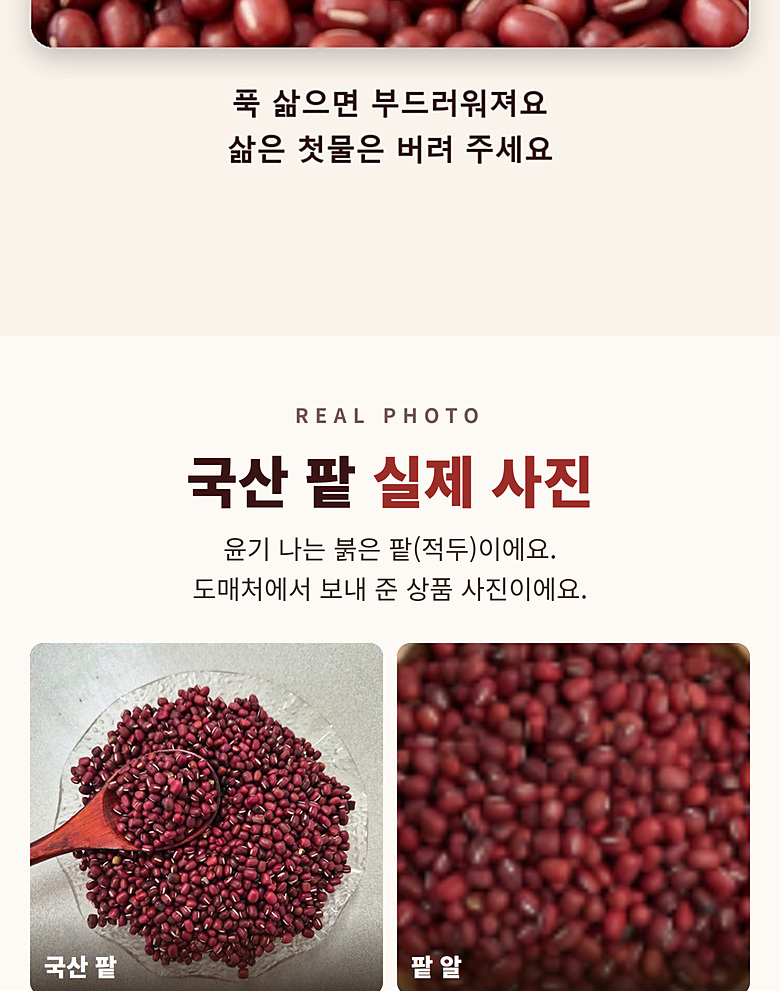 푹 삶으면 부드러워져요
삶은 첫물은 버려 주세요
REAL PHOTO
국산 팥 실제 사진
윤기 나는 붉은 팥(적두)이에요.
도매처에서 보내 준 상품 사진이에요.
국산 팥
팥 알